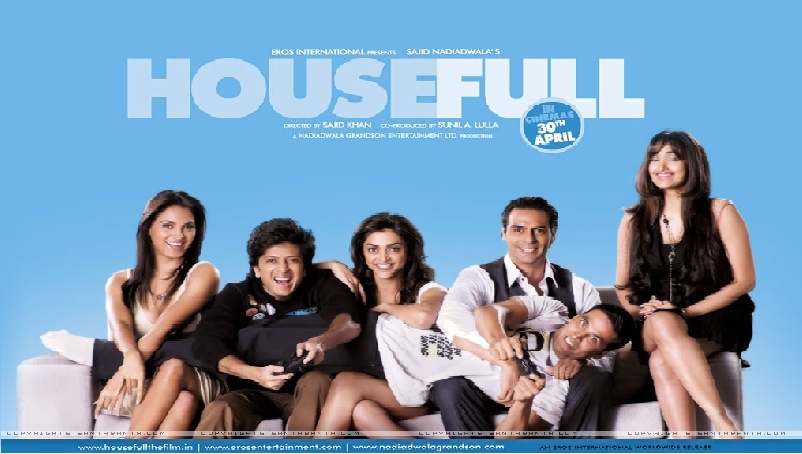 EROS INTERNATIONAL PRESENTS SAJID NADIADWALA'S
HOUSEFULL
DIRECTED BY SAJID KHAN CO-PRODUCED BY SUNIL A. LULLA
A NADIADWALA GRANDSON ENTERTAINMENT LTD. PRODUCTION
IN
CINEMAS
30TH
APRIL
www.housefullthefilm.in | www.erosentertainment.com | www.nadiadwalagrandson.com
AN EROS INTERNATIONAL WORLDWIDE RELEASE